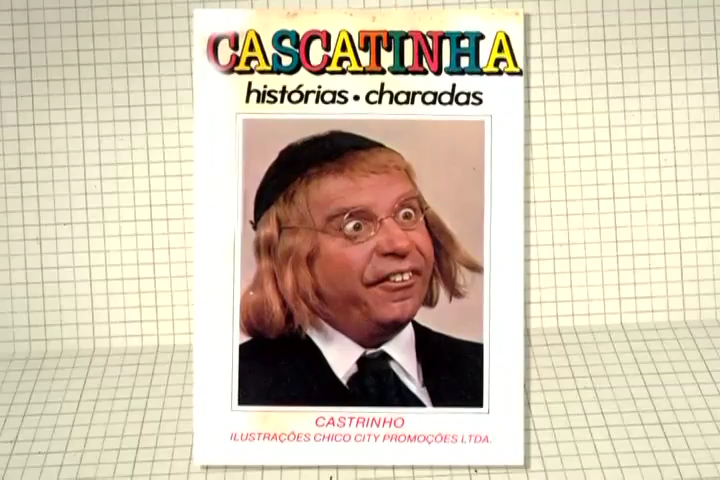 CASCATINHA
histórias • charadas
CASTRINHO
ILUSTRAÇÕES CHICO CITY PROMOÇÕES LTDA.